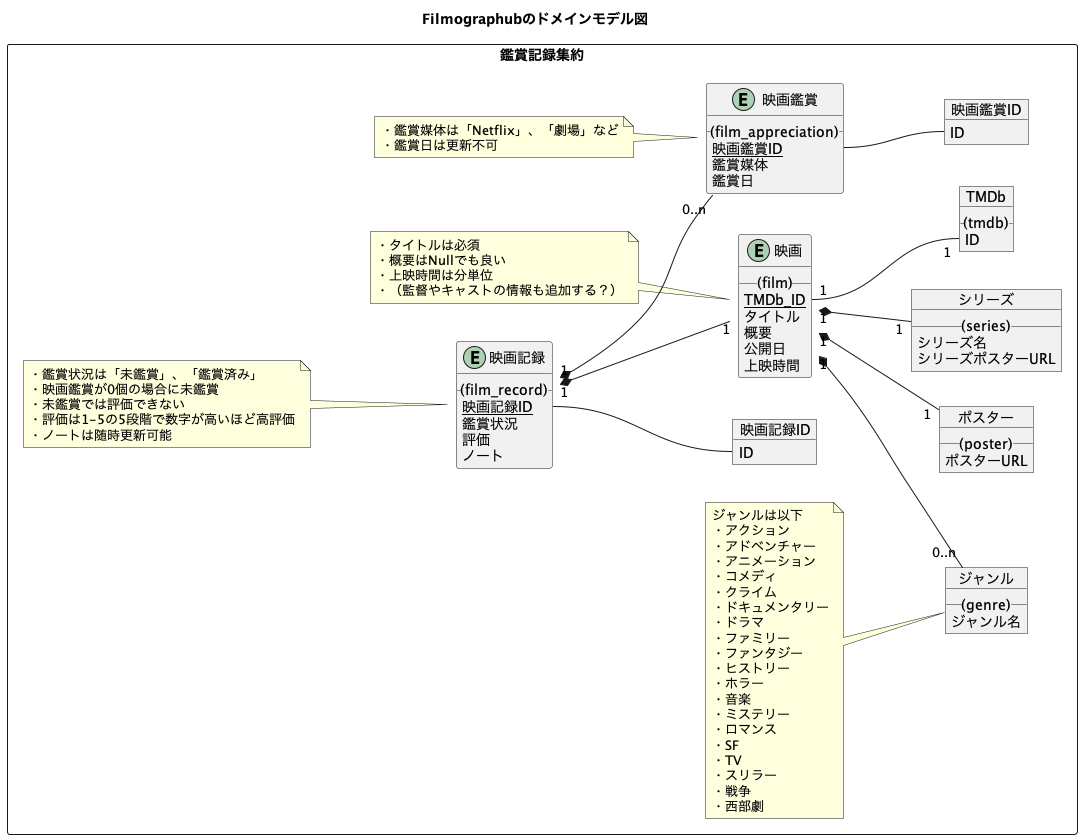 Filmographubのドメインモデル図
鑑賞記録集約
・鑑賞媒体は「Netflix」、「劇場」など
・鑑賞日は更新不可
E 映画鑑賞
(film_appreciation)
映画鑑賞ID
鑑賞媒体
鑑賞日
映画鑑賞ID
ID
TMDb
(tmdb)
ID
0..n
・タイトルは必須
・概要はNullでも良い
・上映時間は分単位
・（監督やキャストの情報も追加する？）
E 映画
(film)
TMDb_ID
タイトル
概要
公開日
上映時間
1
1
1
1
1
シリーズ
(series)
シリーズ名
シリーズポスターURL
1
1
・鑑賞状況は「未鑑賞」、「鑑賞済み」
・映画鑑賞が0個の場合に未鑑賞
・未鑑賞では評価できない
・評価は1-5の5段階で数字が高いほど高評価
・ノートは随時更新可能
E 映画記録
(film_record)
映画記録ID
鑑賞状況
評価
ノート
1
1
映画記録ID
ID
1
ポスター
(poster)
ポスターURL
ジャンルは以下
・アクション
・アドベンチャー
・アニメーション
・コメディ
・クライム
・ドキュメンタリー
・ドラマ
・ファミリー
・ファンタジー
・ヒストリー
・ホラー
・音楽
・ミステリー
・ロマンス
・SF
・TV
・スリラー
・戦争
・西部劇
0..n
ジャンル
(genre)
ジャンル名